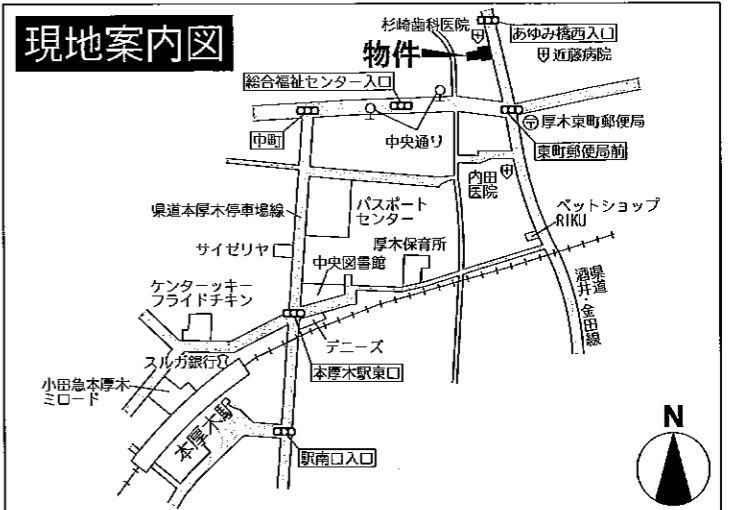 現地案内図
杉崎歯科医院
あゆみ橋西入口
物件
近藤病院
総合福祉センター入口
中町
中央通り
〒厚木東町郵便局
東町郵便局前
内田
医院
県道本厚木停車場線
パスポート
センター
ペットショップ
RIKU
サイゼリヤ
厚木保育所
中央図書館
県道
酒井・金田線
ケンターッキー
フライドチキン
デニーズ
スルガ銀行
本厚木駅東口
小田急本厚木
ミロード
本厚木駅
駅南口入口
N